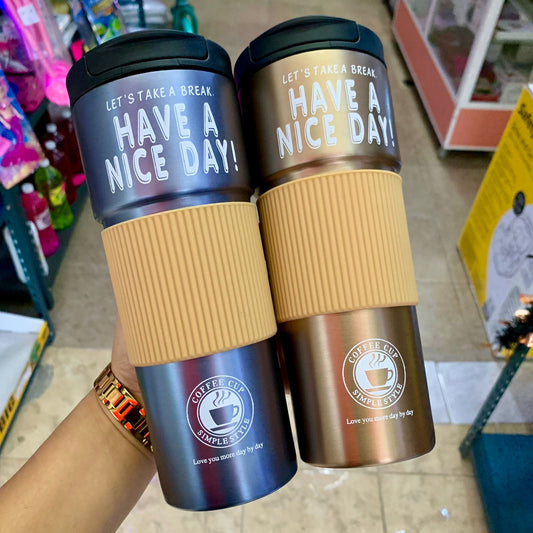 LET'S TAKE A BREAK.
HAVE A
NICE DAY!
COFFEE CUP
SIMPLE STYLE
Love you more day by day
LET'S TAKE A BREAK.
HAVE A
NICE DAY!
COFFEE CUP
SIMPLE STYLE
Love you more day by day